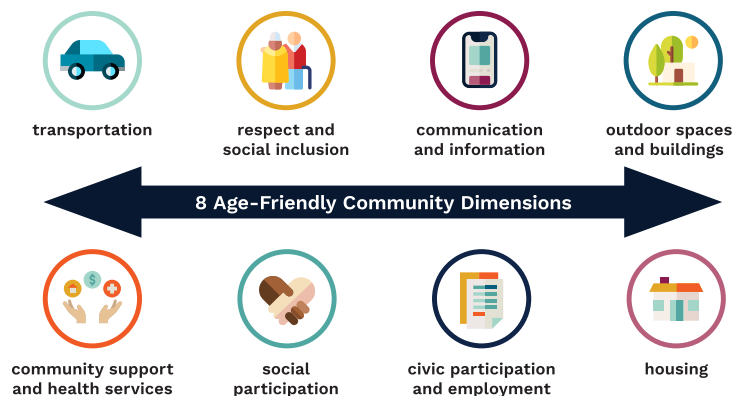 transportation
respect and
social inclusion
communication
and information
outdoor spaces
and buildings
8 Age-Friendly Community Dimensions
$
community support
and health services
social
participation
civic participation
and employment
housing